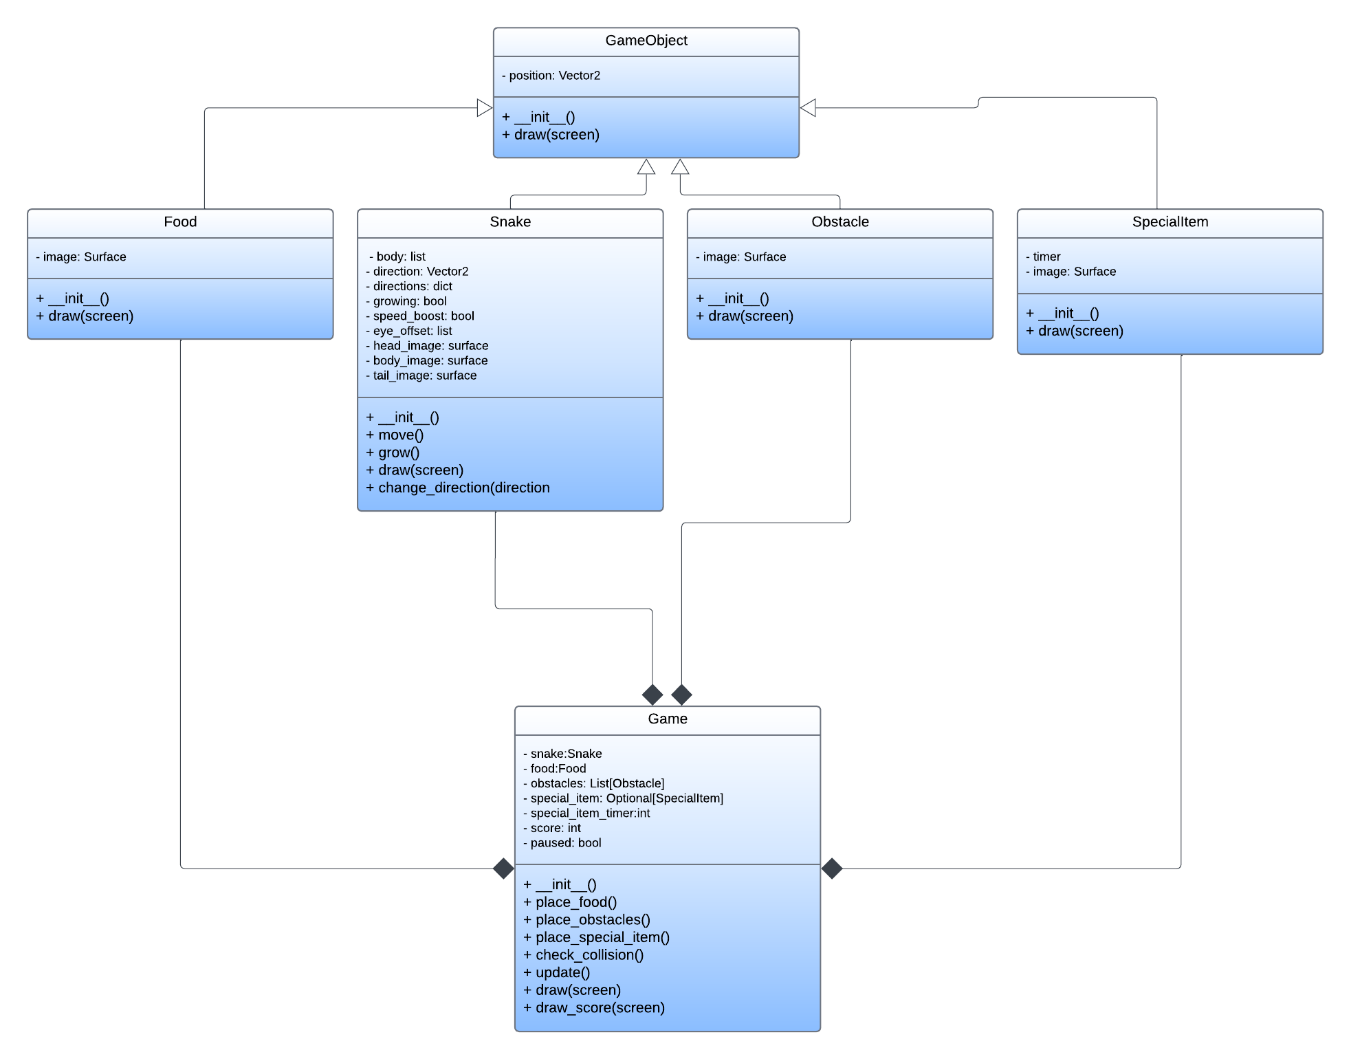 GameObject
- position: Vector2
+ __init__()
+ draw(screen)
Food
- image: Surface
+ __init__()
+ draw(screen)
Snake
- body: list
- direction: Vector2
- directions: dict
- growing: bool
- speed_boost: bool
- eye_offset: list
- head_image: surface
- body_image: surface
- tail_image: surface
+ __init__()
+ move()
+ grow()
+ draw(screen)
+ change_direction(direction
Obstacle
- image: Surface
+ __init__()
+ draw(screen)
SpecialItem
- timer
- image: Surface
+ __init__()
+ draw(screen)
Game
- snake:Snake
- food:Food
- obstacles: List[Obstacle]
- special_item: Optional[SpecialItem]
- special_item_timer:int
- score: int
- paused: bool
+ __init__()
+ place_food()
+ place_obstacles()
+ place_special_item()
+ check_collision()
+ update()
+ draw(screen)
+ draw_score(screen)